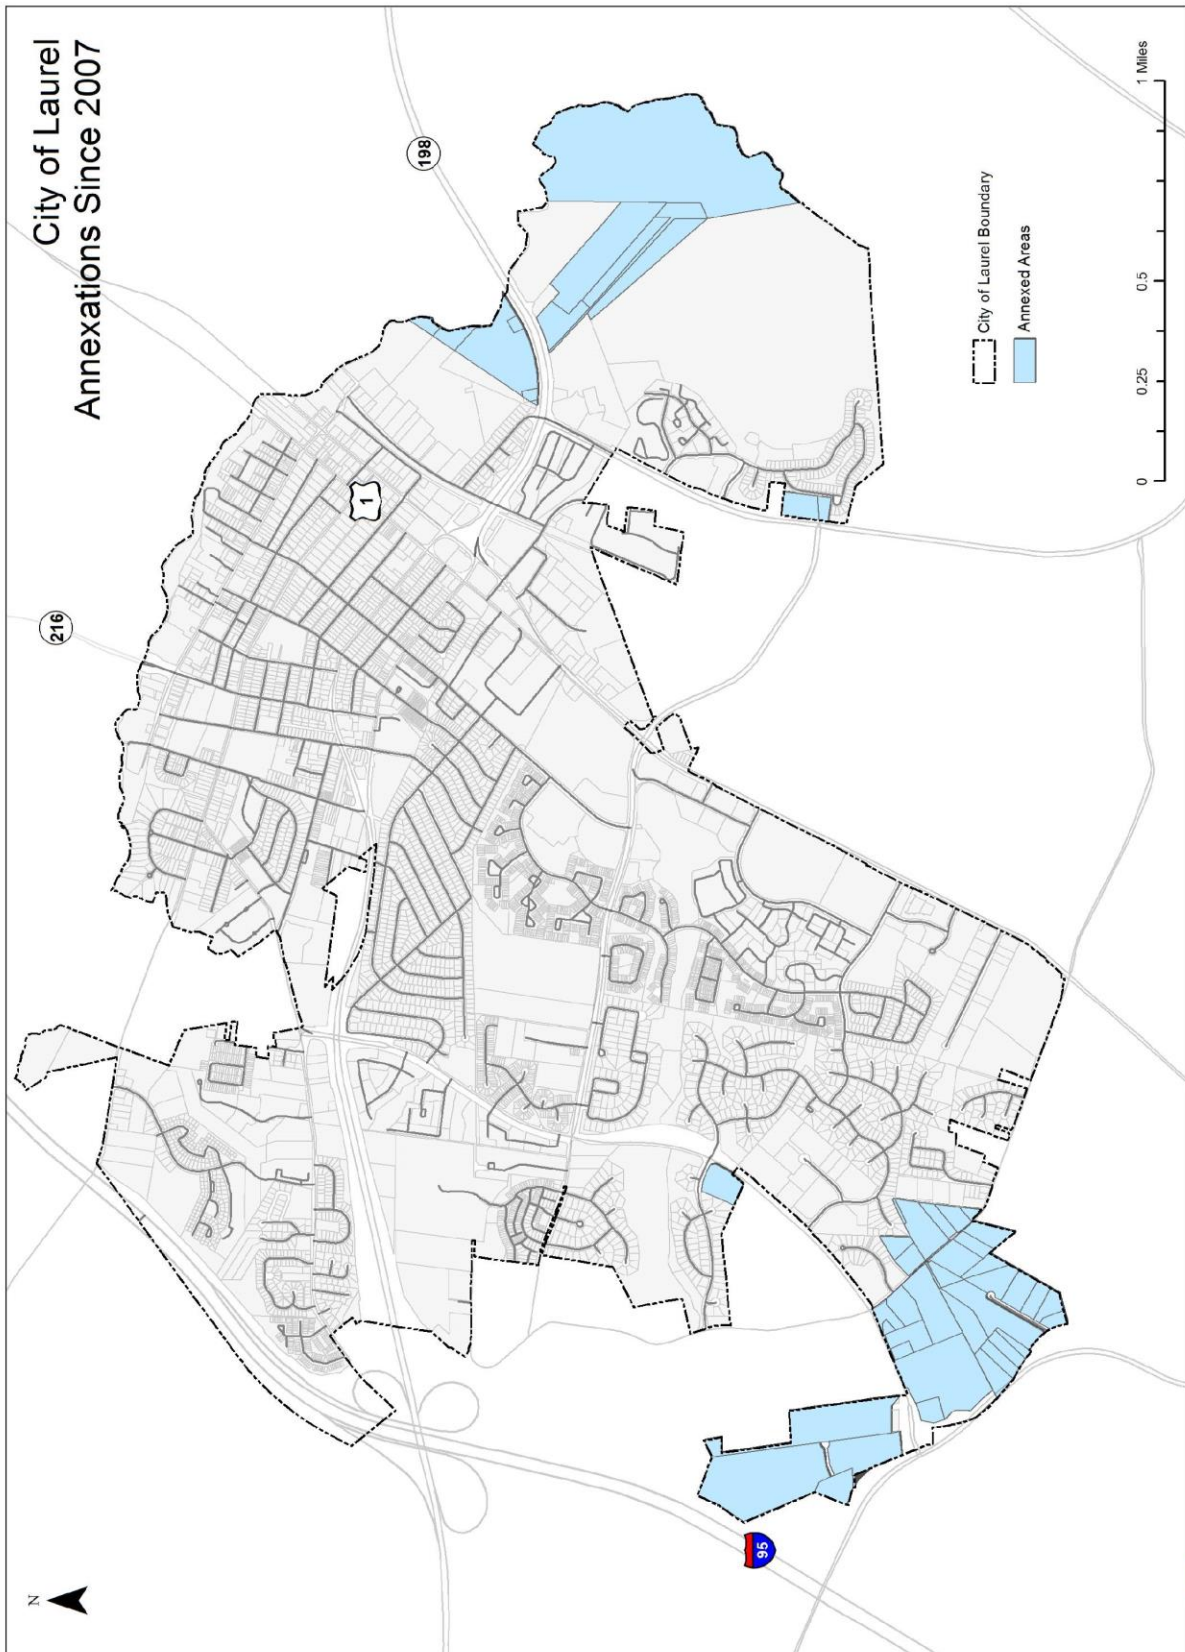 City of Laurel
Annexations Since 2007
N
216
198
1
95
City of Laurel Boundary
Annexed Areas
0 0.25 0.5 1 Miles